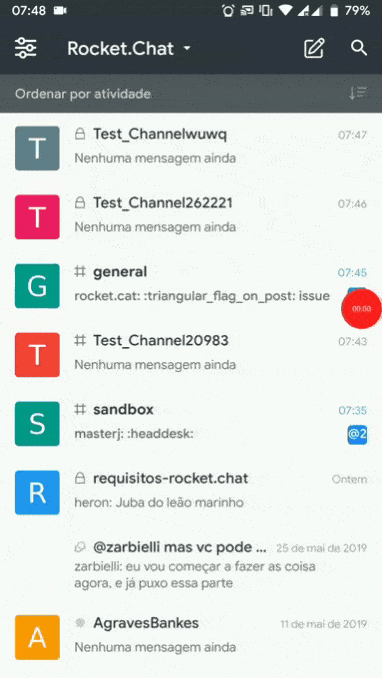 07:48 79%
Rocket.Chat
Ordenar por atividade
T Test_Channelwuwq 07:47
Nenhuma mensagem ainda
T Test_Channel262221 07:46
Nenhuma mensagem ainda
G general 07:45
rocket.cat: :triangular_flag_on_post: issue
00:00
T Test_Channel20983 07:43
Nenhuma mensagem ainda
S sandbox 07:35
masterj: :headdesk: @2
R requisitos-rocket.chat Ontem
heron: Juba do leão marinho
@zarbielli mas vc pode ... 25 de mai de 2019
zarbielli: eu vou começar a fazer as coisa
agora, e já puxo essa parte
A AgravesBankes 11 de mai de 2019
Nenhuma mensagem ainda